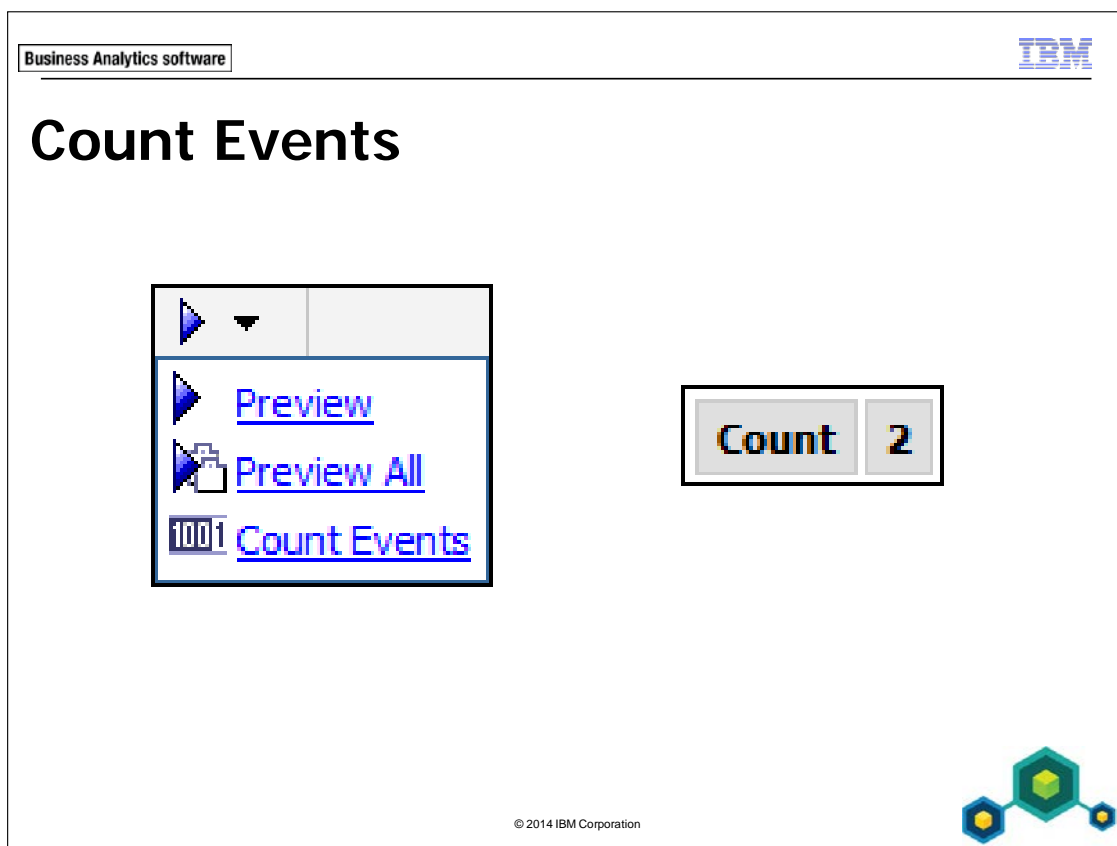 Business Analytics software
IBM
Count Events
Preview
Preview All
1001 Count Events
Count 2
© 2014 IBM Corporation